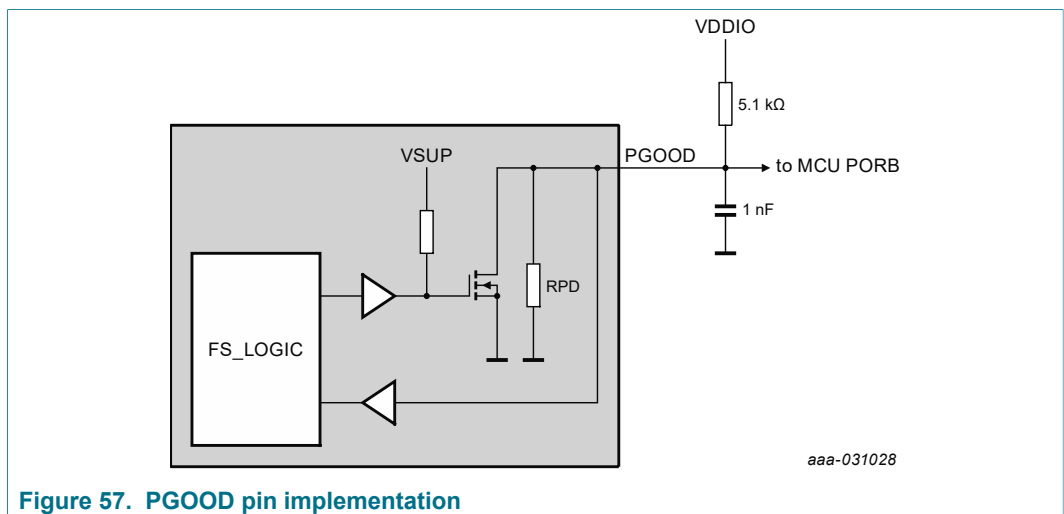 VDDIO
5.1 kΩ
VSUP
PGOOD
to MCU PORB
1 nF
RPD
FS_LOGIC
aaa-031028
Figure 57. PGOOD pin implementation